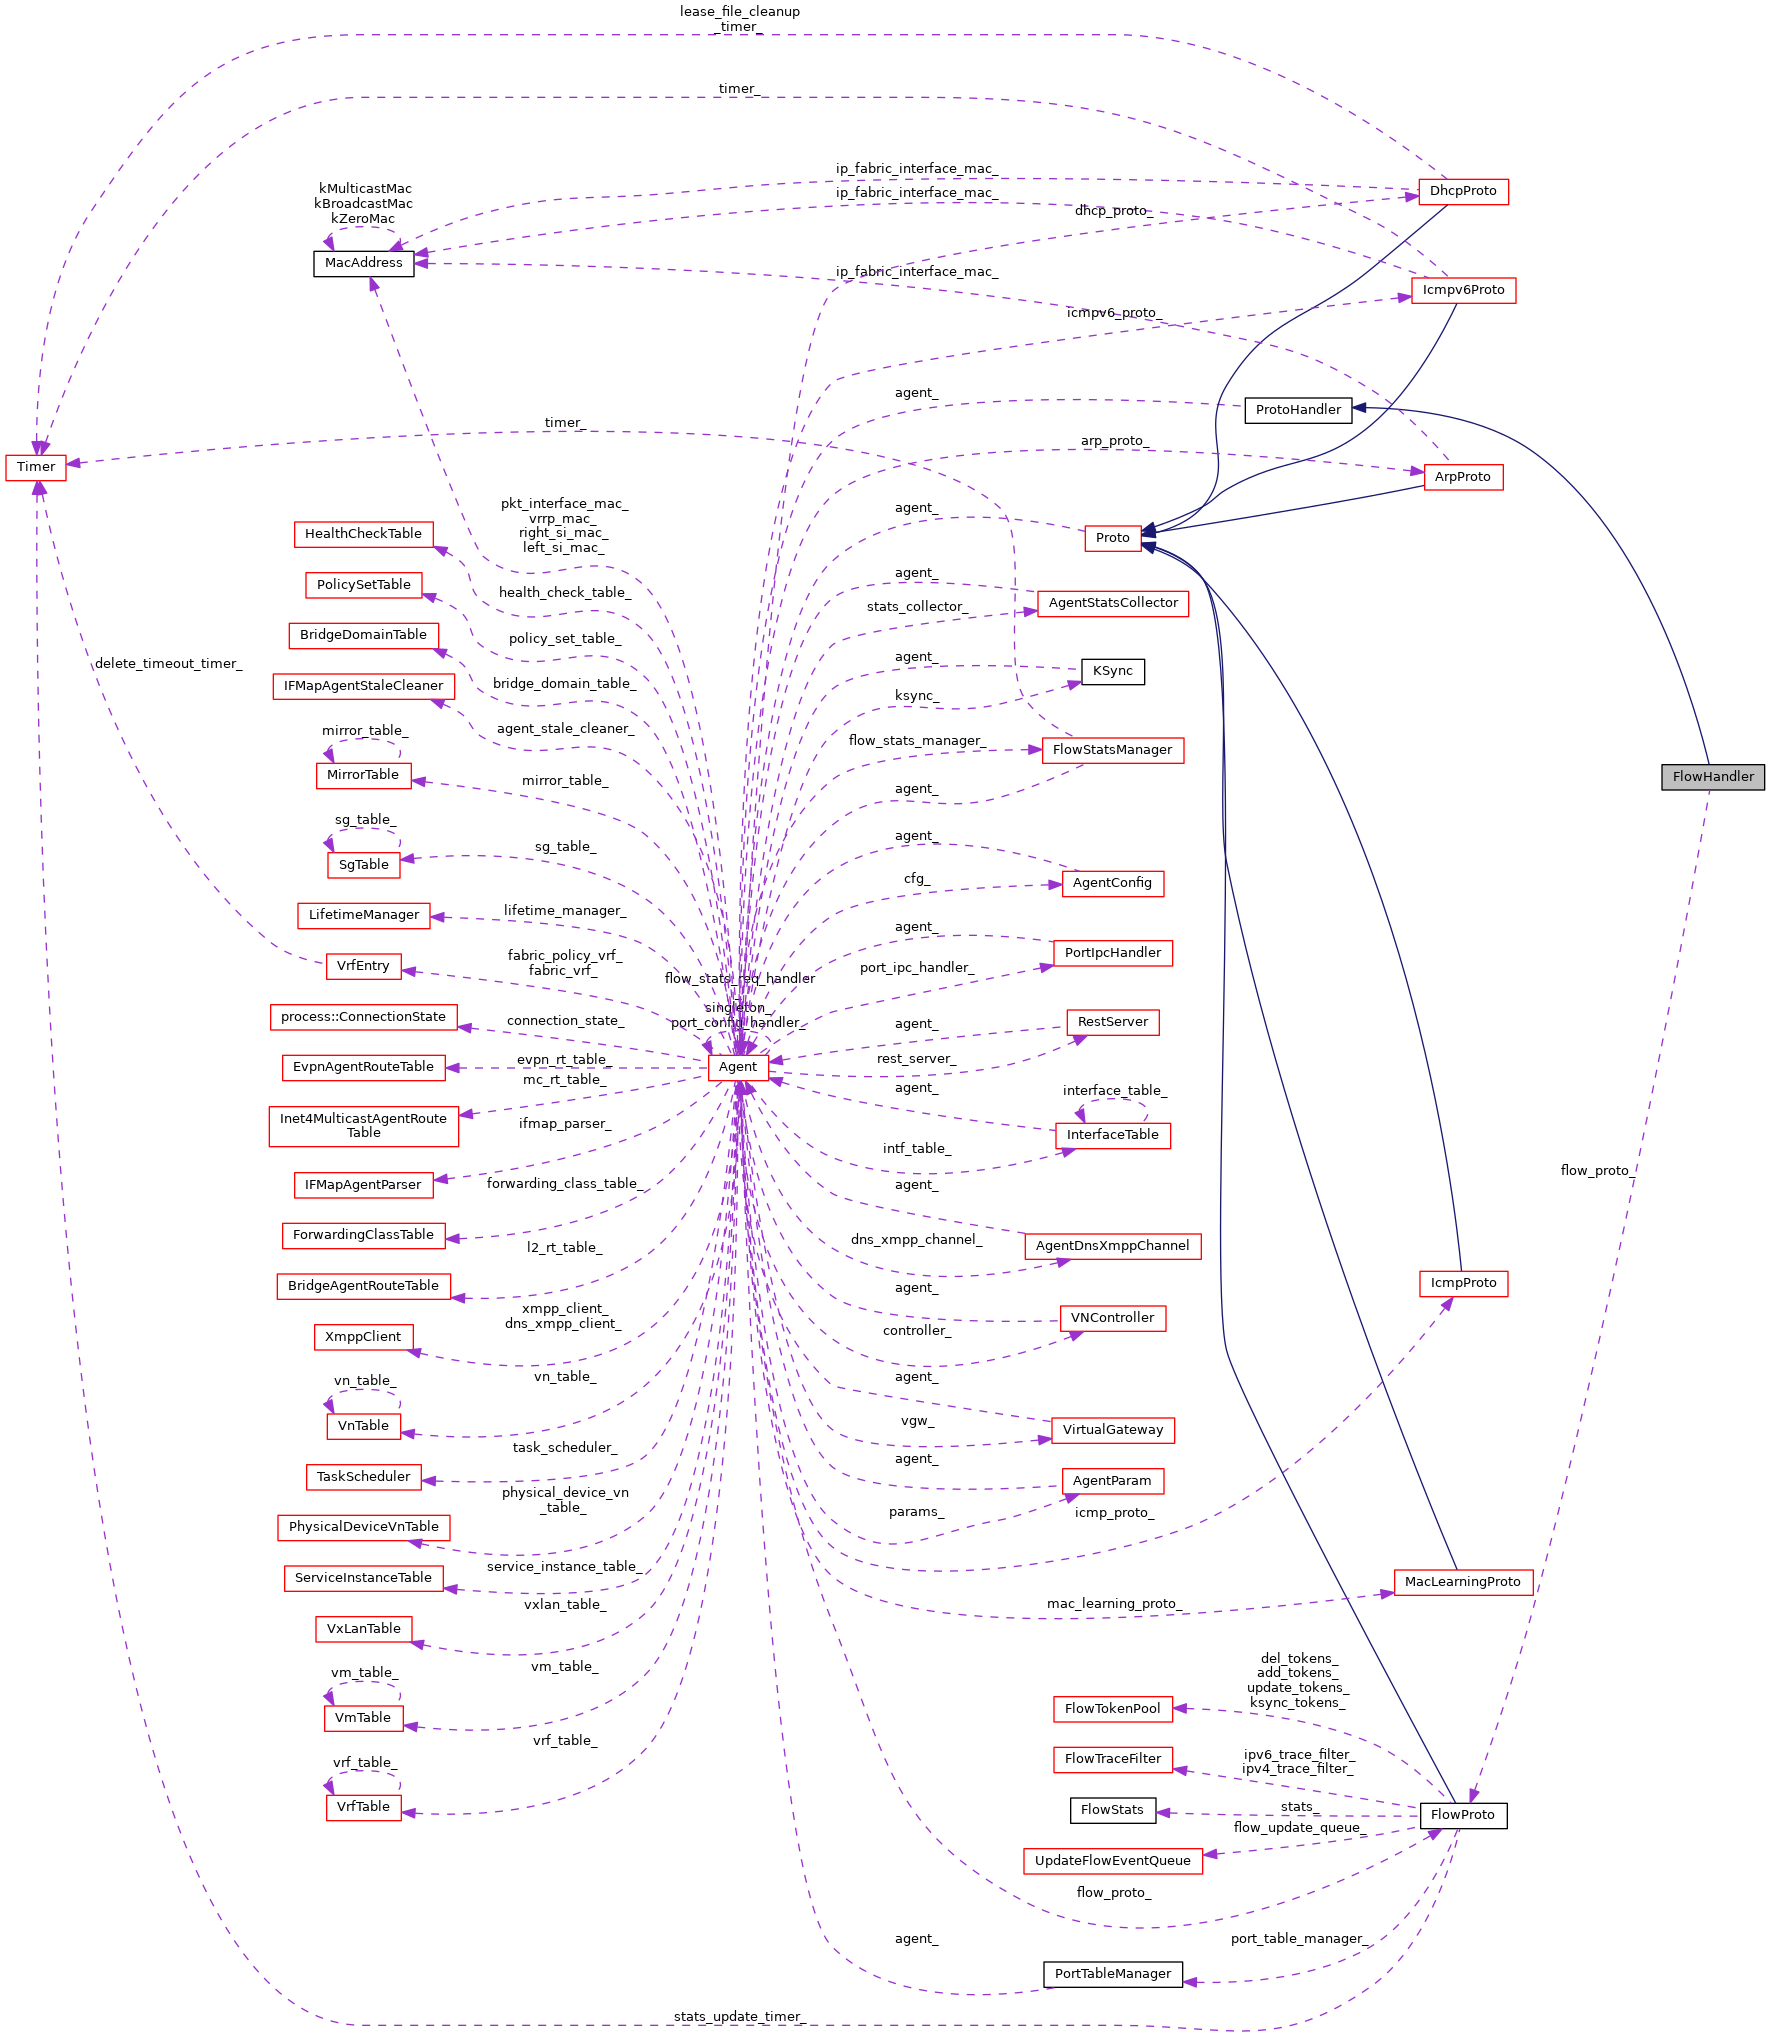 lease_file_cleanup
_timer_
timer_
ip_fabric_interface_mac_
DhcpProto
kMulticastMac
kBroadcastMac
kZeroMac
ip_fabric_interface_mac_
dhcp_proto_
MacAddress
ip_fabric_interface_mac_
Icmpv6Proto
icmpv6_proto_
agent_
ProtoHandler
timer_
arp_proto_
Timer
ArpProto
pkt_interface_mac_
vrrp_mac_
right_si_mac_
left_si_mac_
agent_
HealthCheckTable
Proto
agent_
PolicySetTable
health_check_table_
stats_collector_
AgentStatsCollector
BridgeDomainTable
policy_set_table_
delete_timeout_timer_
agent_
KSync
IFMapAgentStaleCleaner
bridge_domain_table_
ksync_
mirror_table_
agent_stale_cleaner_
flow_stats_manager_
FlowStatsManager
MirrorTable
mirror_table_
agent_
FlowHandler
sg_table_
sg_table_
agent_
SgTable
cfg_
AgentConfig
LifetimeManager
lifetime_manager_
agent_
PortIpcHandler
VrfEntry
fabric_policy_vrf_
fabric_vrf_
port_ipc_handler_
flow_stats_req_handler
_
singleton_
port_config_handler_
process::ConnectionState
connection_state_
agent_
RestServer
EvpnAgentRouteTable
evpn_rt_table_
Agent
rest_server_
mc_rt_table_
agent_
interface_table_
Inet4MulticastAgentRoute
Table
ifmap_parser_
InterfaceTable
intf_table_
flow_proto_
IFMapAgentParser
forwarding_class_table_
agent_
ForwardingClassTable
l2_rt_table_
dns_xmpp_channel_
AgentDnsXmppChannel
BridgeAgentRouteTable
agent_
IcmpProto
xmpp_client_
dns_xmpp_client_
XmppClient
controller_
VNController
vn_table_
vn_table_
agent_
VnTable
vgw_
VirtualGateway
task_scheduler_
agent_
TaskScheduler
AgentParam
physical_device_vn
_table_
params_
icmp_proto_
PhysicalDeviceVnTable
service_instance_table_
ServiceInstanceTable
MacLearningProto
vxlan_table_
mac_learning_proto_
VxLanTable
vm_table_
vm_table_
del_tokens_
add_tokens_
update_tokens_
ksync_tokens_
VmTable
FlowTokenPool
vrf_table_
vrf_table_
FlowTraceFilter
ipv6_trace_filter_
ipv4_trace_filter_
VrfTable
FlowStats
stats_
FlowProto
flow_update_queue_
UpdateFlowEventQueue
flow_proto_
agent_
port_table_manager_
PortTableManager
stats_update_timer_